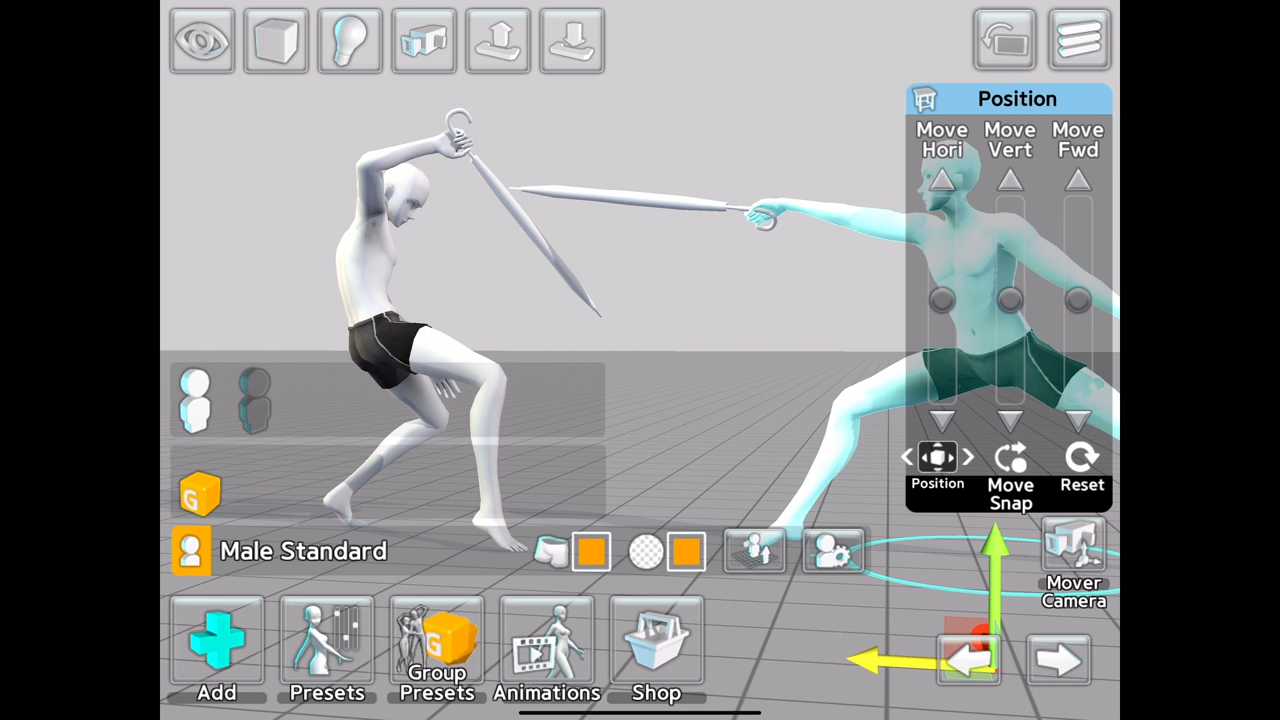 Position
Move Move Move
Hori Vert Fwd
Position Move Snap Reset
G
Male Standard
Mover
Camera
G
Add Presets Group Presets Animations Shop